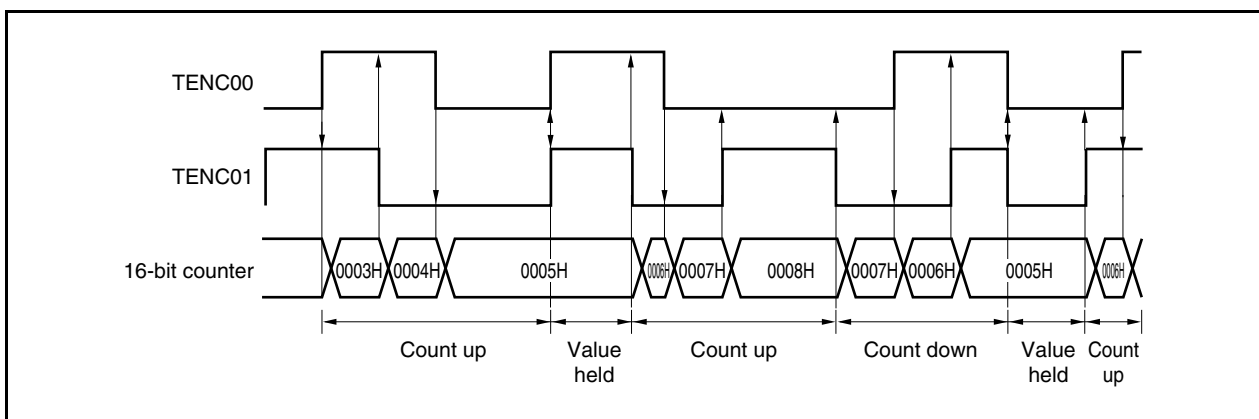 TENC00
TENC01
16-bit counter
0003H 0004H 0005H 0006H 0007H 0008H 0007H 0006H 0005H 0006H
Count up Value held Count up Count down Value held Count up